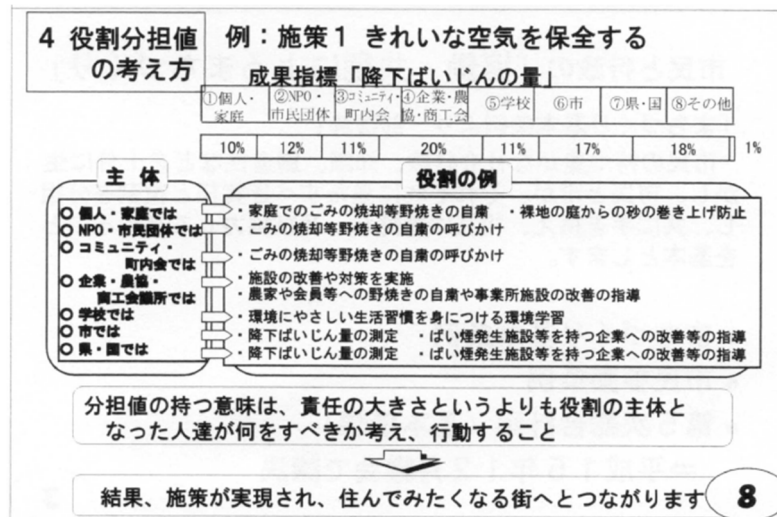 4 役割分担値
の考え方
例：施策1 きれいな空気を保全する
成果指標「降下ばいじんの量」
①個人・
家庭
②NPO・
市民団体
③コミュニティ・
町内会
④企業・農
協・商工会
⑤学校
⑥市
⑦県・国
⑧その他
10% 12% 11% 20% 11% 17% 18% 1%
主 体
役割の例
○ 個人・家庭では
・家庭でのごみの焼却等野焼きの自粛 ・裸地の庭からの砂の巻き上げ防止
○ NPO・市民団体では
・ごみの焼却等野焼きの自粛の呼びかけ
○ コミュニティ・
町内会では
・ごみの焼却等野焼きの自粛の呼びかけ
○ 企業・農協・
商工会議所では
・施設の改善や対策を実施
・農家や会員等への野焼きの自粛や事業所施設の改善の指導
○ 学校では
・環境にやさしい生活習慣を身につける環境学習
○ 市では
・降下ばいじん量の測定 ・ばい煙発生施設等を持つ企業への改善等の指導
○ 県・国では
・降下ばいじん量の測定 ・ばい煙発生施設等を持つ企業への改善等の指導
分担値の持つ意味は、責任の大きさというよりも役割の主体と
なった人達が何をすべきか考え、行動すること
結果、施策が実現され、住んでみたくなる街へとつながります
8